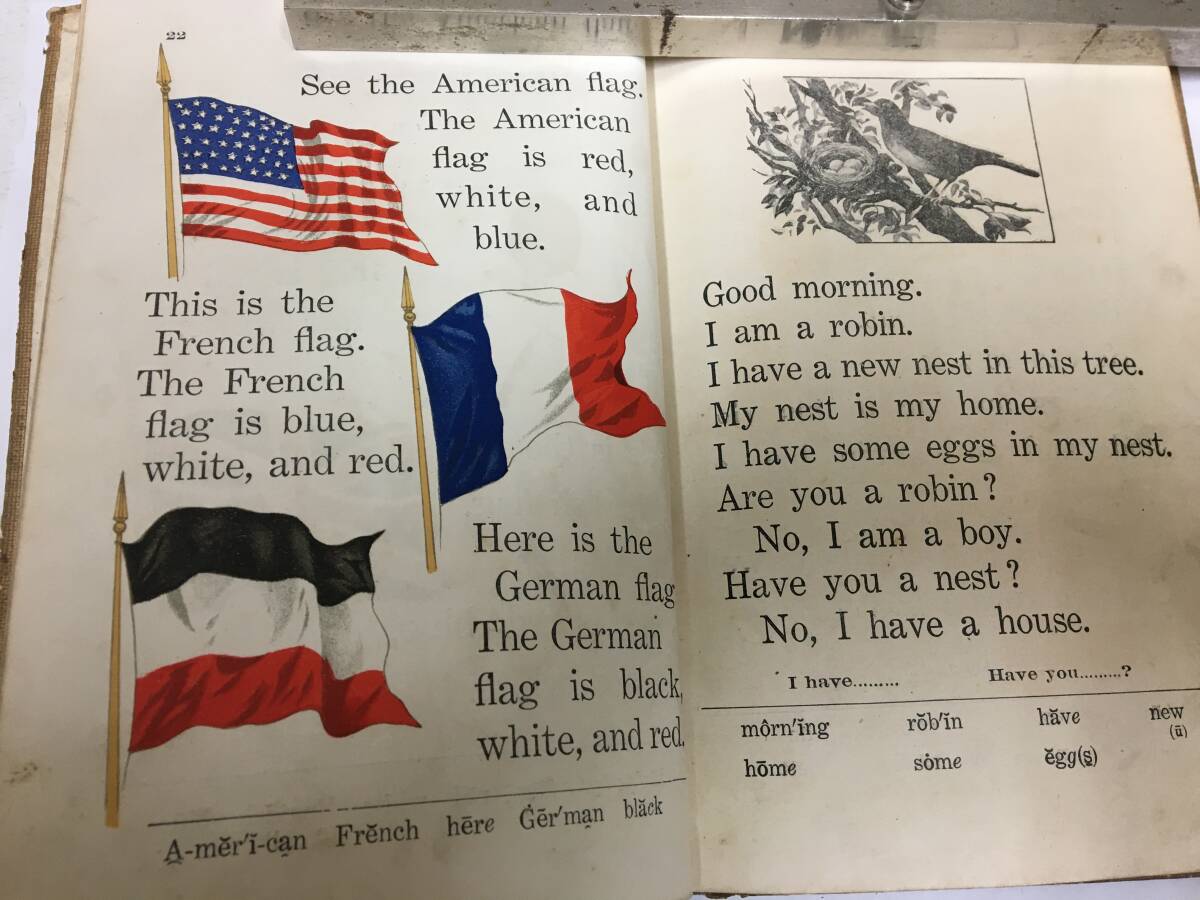 22
See the American flag.
The American
flag is red,
white, and
blue.
This is the
French flag.
The French
flag is blue,
white, and red.
Here is the
German flag
The German
flag is black,
white, and red.
A̤-mĕr′ĭ-ca̤n Frĕnch hēre Ġẽr′ma̤n blăck
Good morning.
I am a robin.
I have a new nest in this tree.
My nest is my home.
I have some eggs in my nest.
Are you a robin?
No, I am a boy.
Have you a nest?
No, I have a house.
I have......... Have you.........?
môrn′ĭng rŏb′ĭn hăve new
(ū)
hōme sȯme ĕgg(s̱)